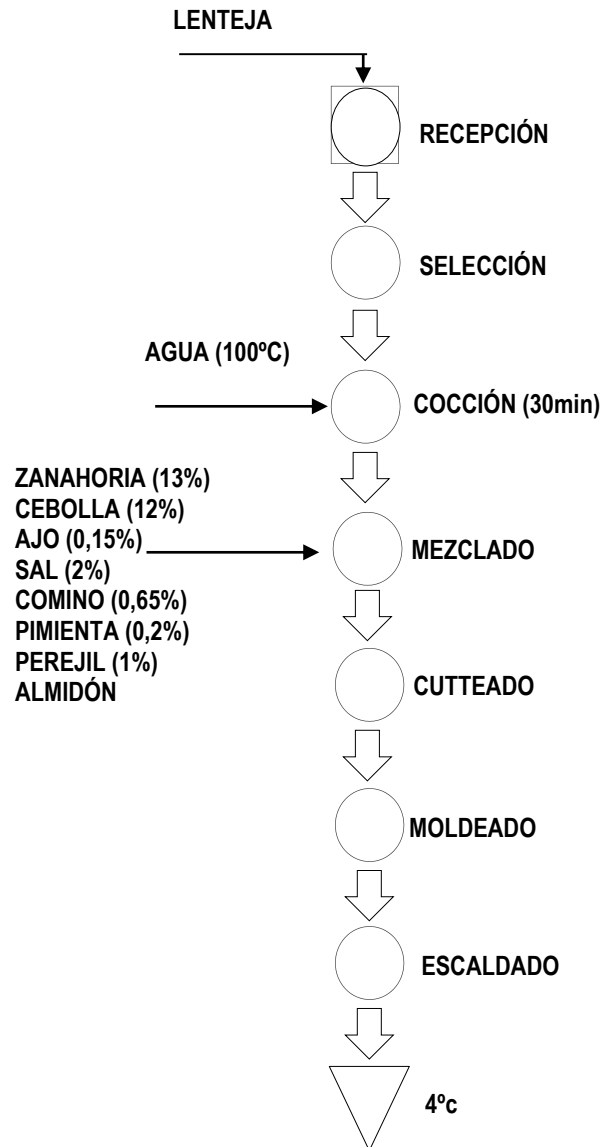 LENTEJA
RECEPCIÓN
SELECCIÓN
AGUA (100ºC)
COCCIÓN (30min)
ZANAHORIA (13%)
CEBOLLA (12%)
AJO (0,15%)
SAL (2%)
COMINO (0,65%)
PIMIENTA (0,2%)
PEREJIL (1%)
ALMIDÓN
MEZCLADO
CUTTEADO
MOLDEADO
ESCALDADO
4ºc